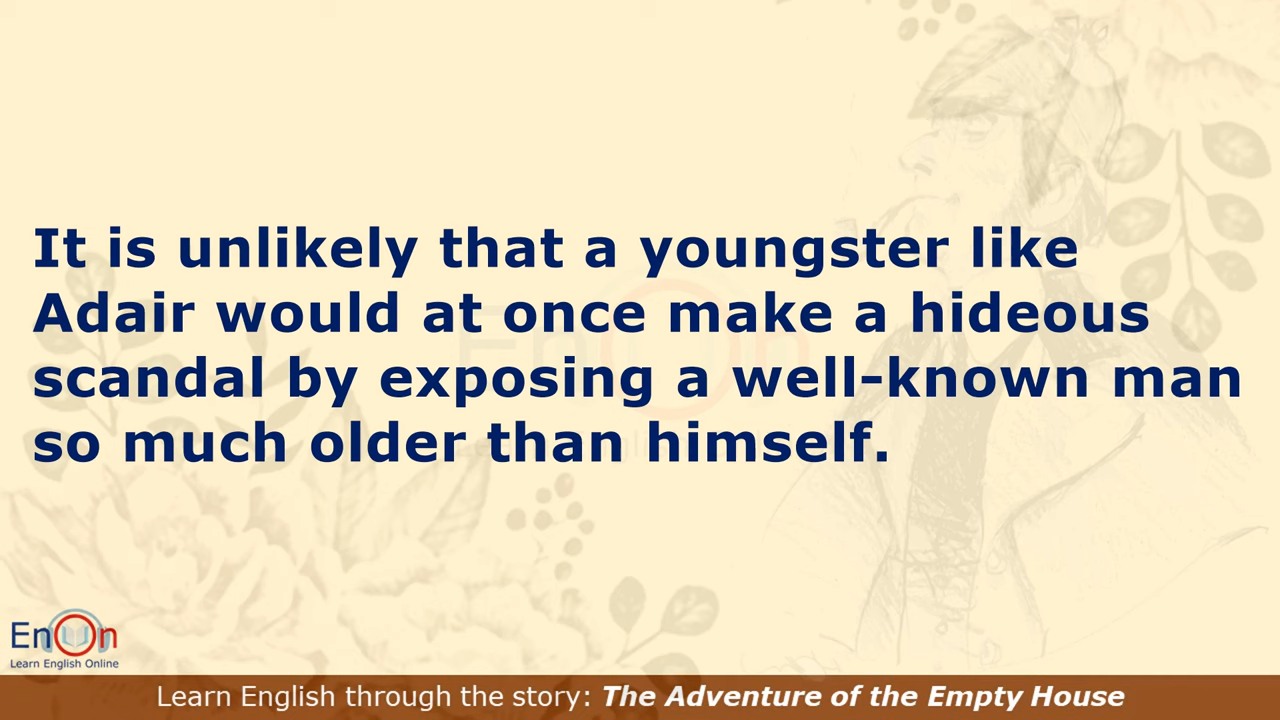 It is unlikely that a youngster like
Adair would at once make a hideous
scandal by exposing a well-known man
so much older than himself.
EnOn
Learn English Online
Learn English through the story: The Adventure of the Empty House